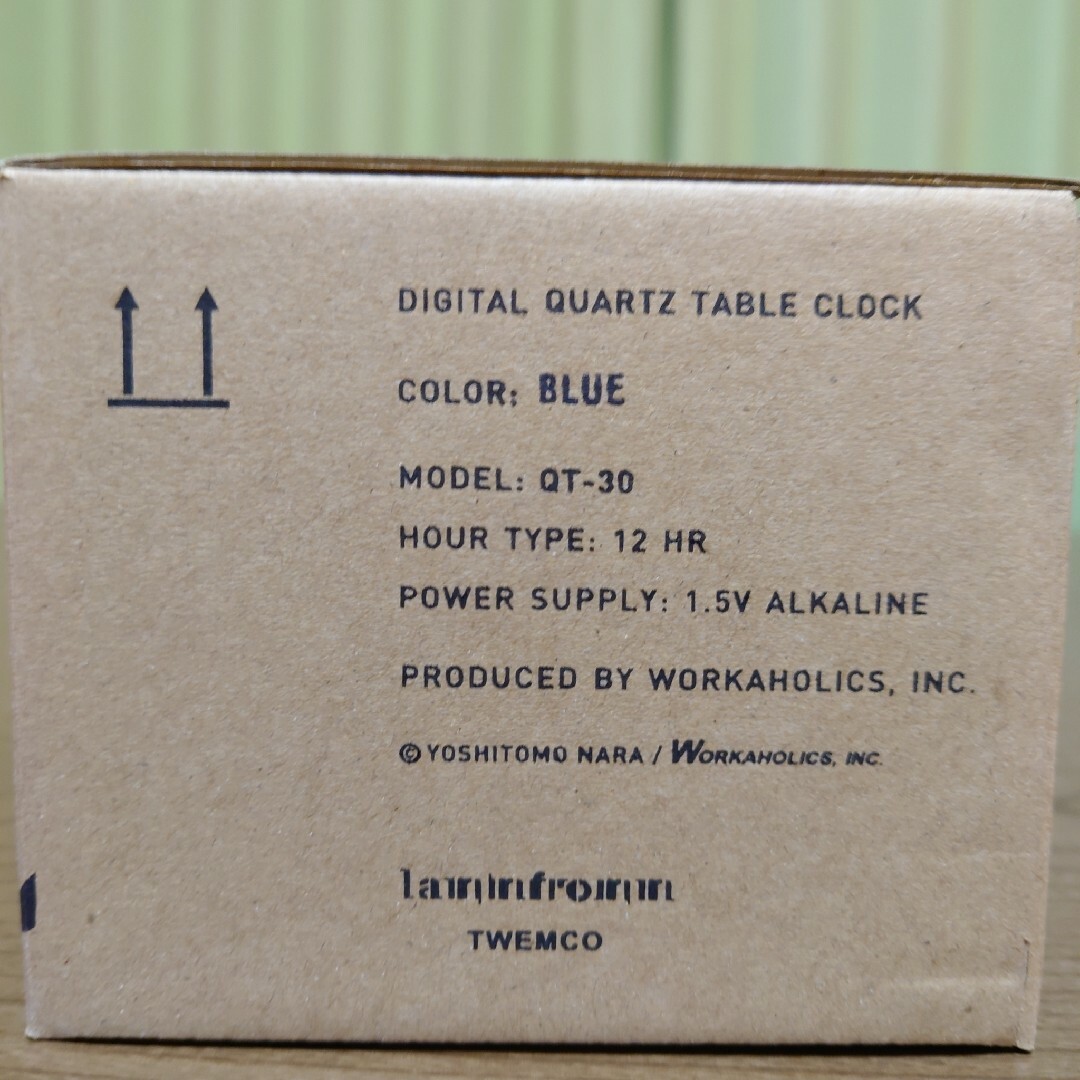 DIGITAL QUARTZ TABLE CLOCK
COLOR: BLUE
MODEL: QT-30
HOUR TYPE: 12 HR
POWER SUPPLY: 1.5V ALKALINE
PRODUCED BY WORKAHOLICS, INC.
© YOSHITOMO NARA / WORKAHOLICS, INC.
lammfromm
TWEMCO